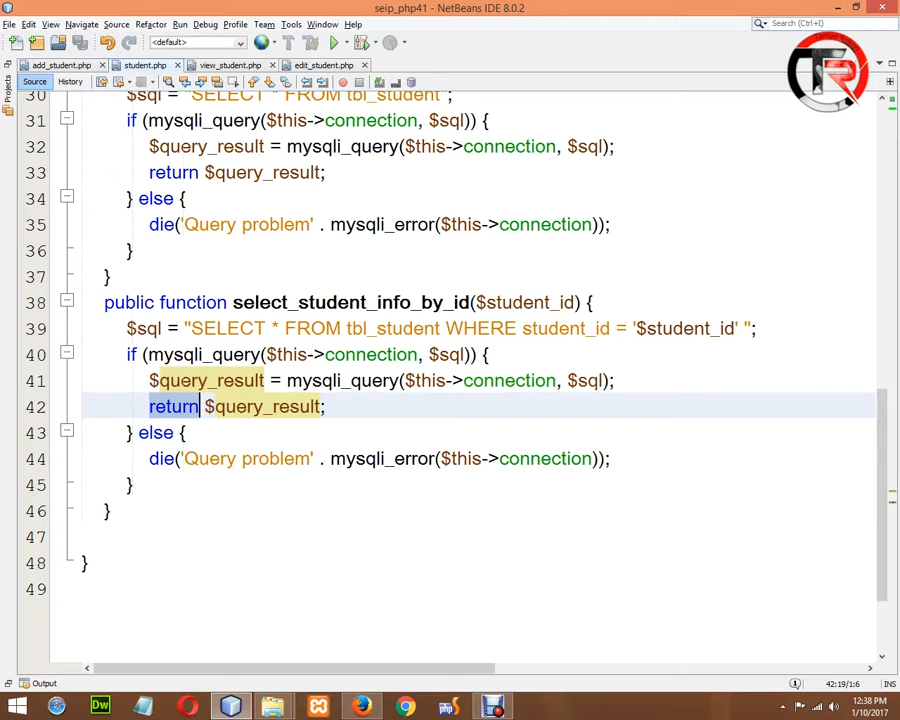 seip_php41 - NetBeans IDE 8.0.2
File Edit View Navigate Source Refactor Run Debug Profile Team Tools Window Help
Search (Ctrl+I)
<default>
add_student.php student.php view_student.php edit_student.php
Source History
Projects
TR
30 $sql = "SELECT * FROM tbl_student";
31 if (mysqli_query($this->connection, $sql)) {
32 $query_result = mysqli_query($this->connection, $sql);
33 return $query_result;
34 } else {
35 die('Query problem' . mysqli_error($this->connection));
36 }
37 }
38 public function select_student_info_by_id($student_id) {
39 $sql = "SELECT * FROM tbl_student WHERE student_id = '$student_id' ";
40 if (mysqli_query($this->connection, $sql)) {
41 $query_result = mysqli_query($this->connection, $sql);
42 return $query_result;
43 } else {
44 die('Query problem' . mysqli_error($this->connection));
45 }
46 }
47
48 }
49
Output
42:19/1:6 INS
Dw php
12:38 PM
1/10/2017